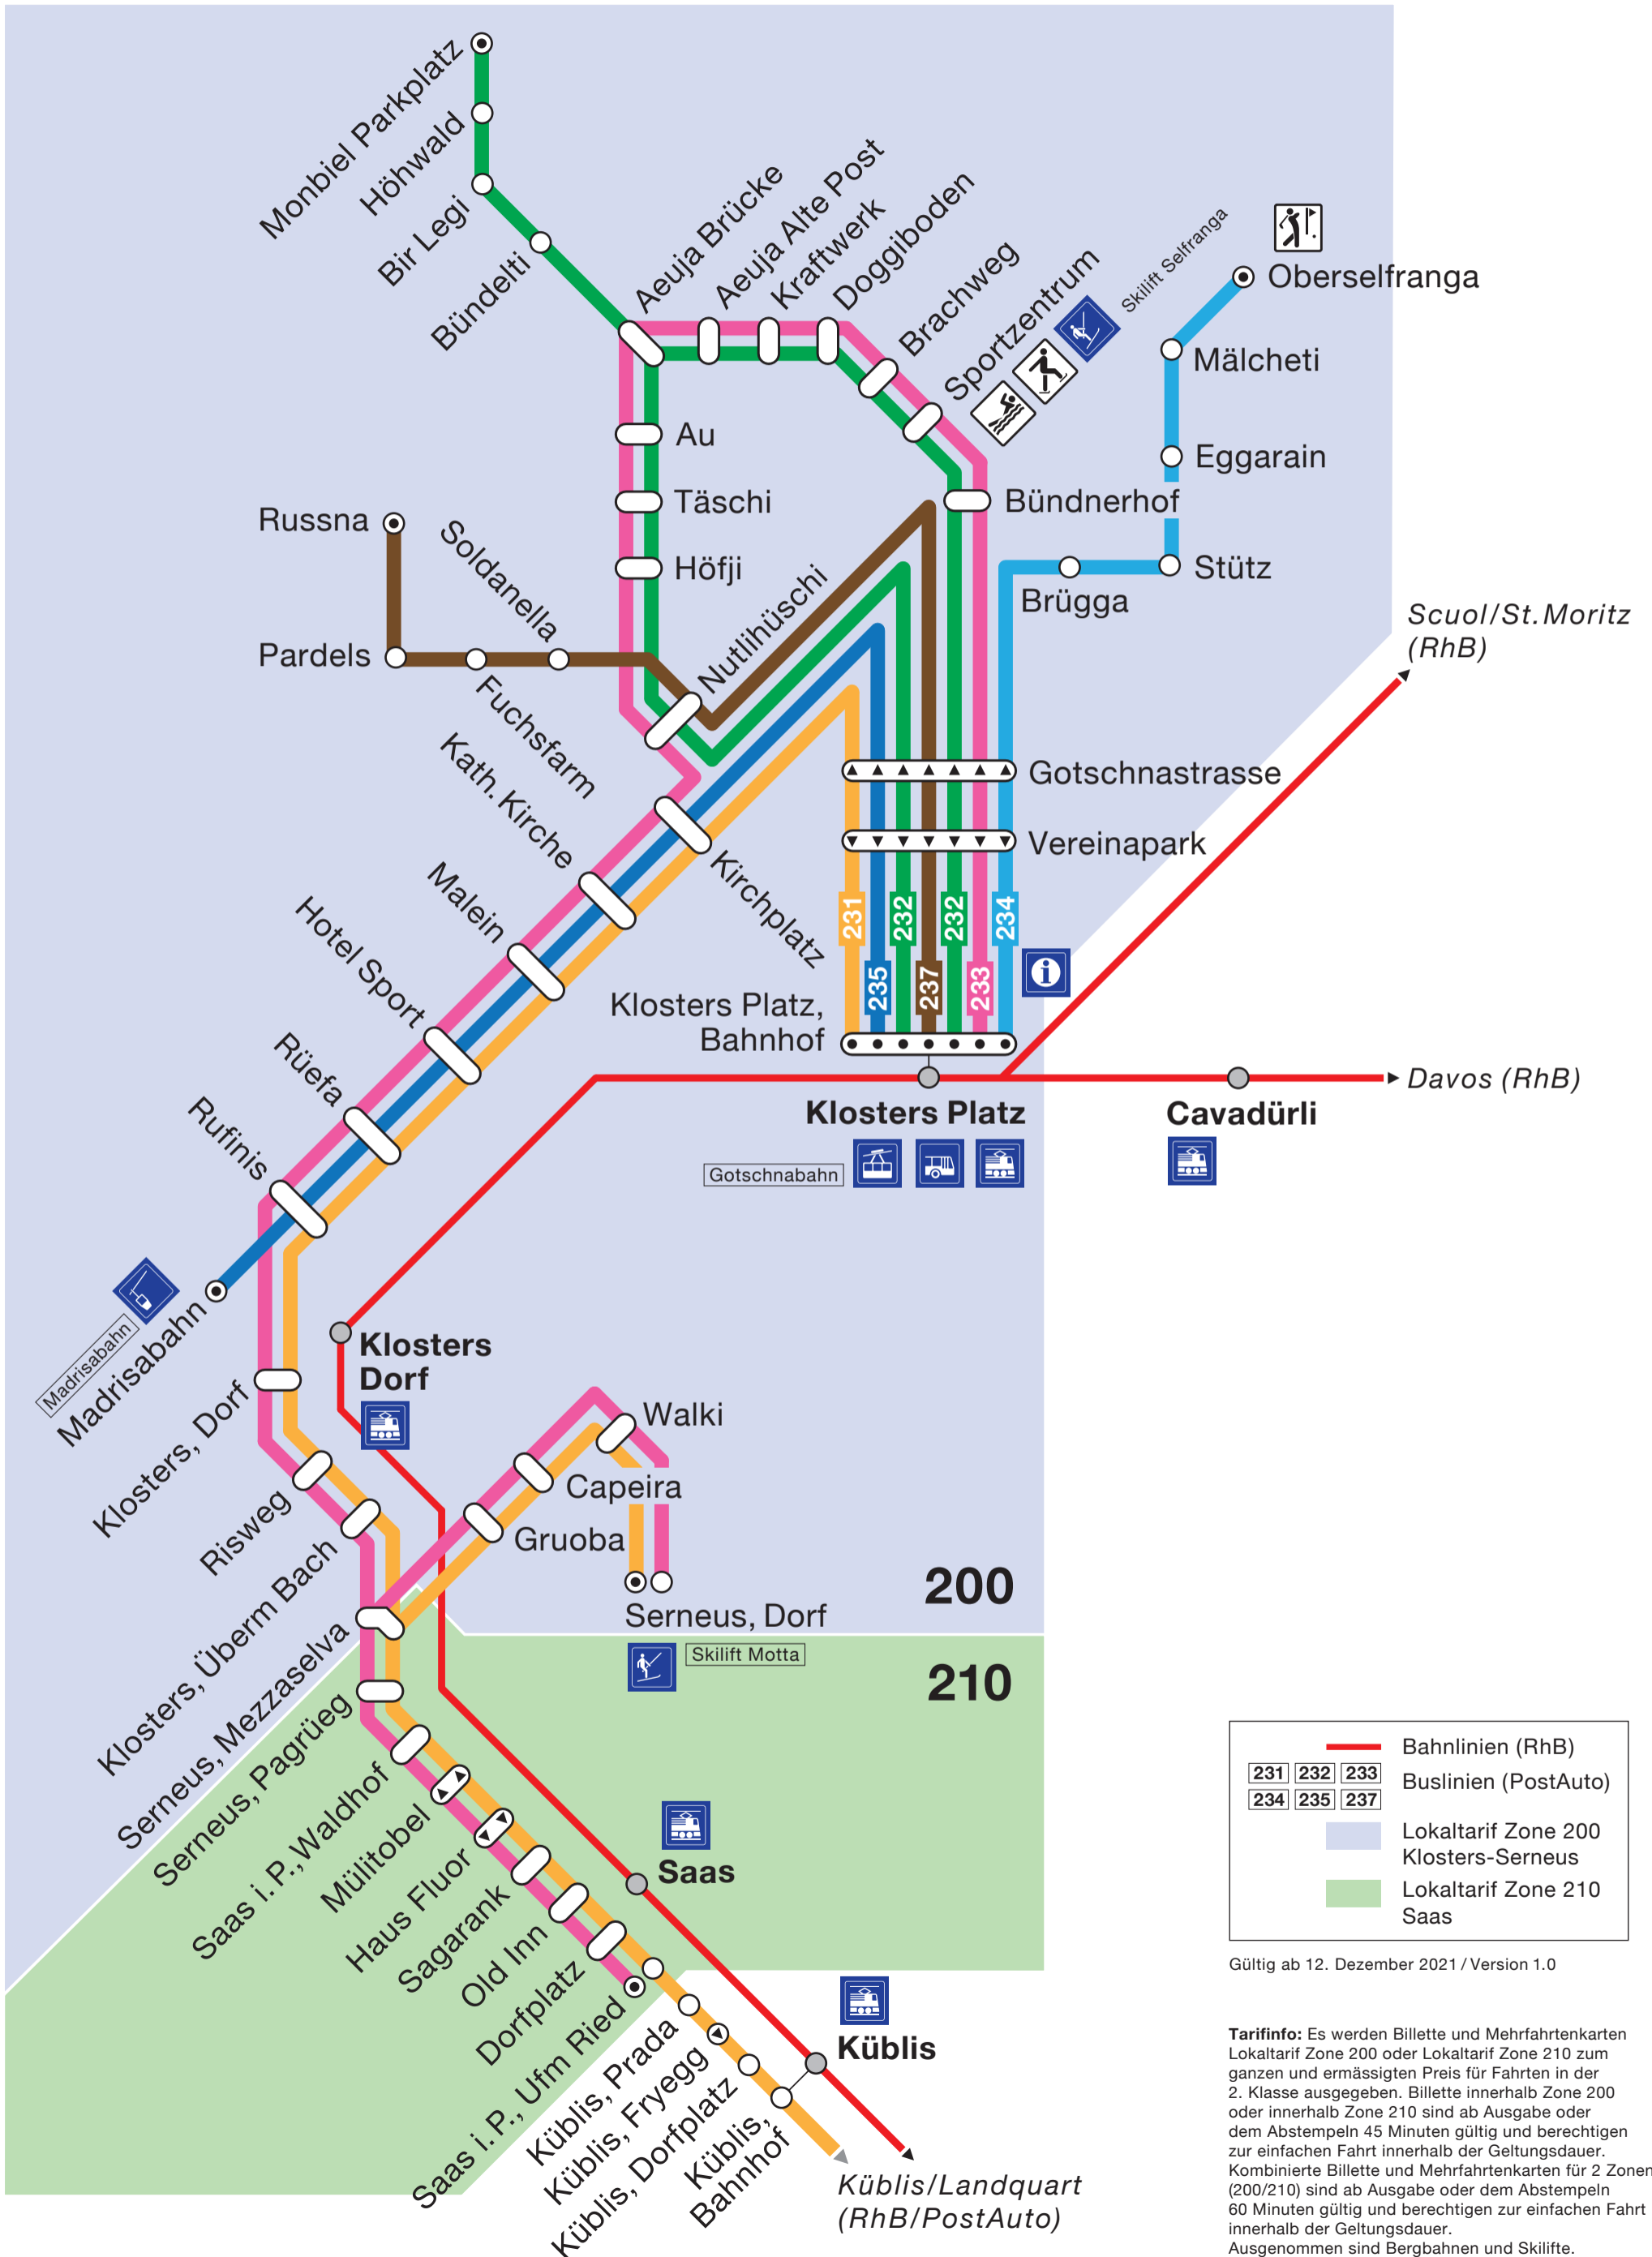 Monbiel Parkplatz
Höhwald
Bir Legi
Bündelti
Aeuja Brücke
Aeuja Alte Post
Kraftwerk
Doggiboden
Brachweg
Sportzentrum
Skilift Selfranga
Oberselfranga
Mälcheti
Eggarain
Stütz
Brügga
Au
Täschi
Höfji
Bündnerhof
Russna
Soldanella
Pardels
Fuchsfarm
Nutlihüschi
Scuol/St. Moritz
(RhB)
Kath. Kirche
Kirchplatz
Malein
Hotel Sport
Rüefa
Rufinis
Gotschnastrasse
Vereinapark
231
235
232
237
232
233
234
Klosters Platz,
Bahnhof
Klosters Platz
Gotschnabahn
Cavadürli
Davos (RhB)
Madrisabahn
Madrisabahn
Klosters
Dorf
Klosters, Dorf
Risweg
Klosters, Überm Bach
Walki
Capeira
Gruoba
Serneus, Dorf
Skilift Motta
200
210
Serneus, Mezzaselva
Serneus, Pagrüeg
Saas i. P., Waldhof
Mülitobel
Haus Fluor
Sagarank
Old Inn
Dorfplatz
Saas i. P., Ufm Ried
Saas
Küblis, Prada
Küblis, Fryegg
Küblis, Dorfplatz
Küblis,
Bahnhof
Küblis
Küblis/Landquart
(RhB/PostAuto)
Bahnlinien (RhB)
231 232 233
234 235 237
Buslinien (PostAuto)
Lokaltarif Zone 200
Klosters-Serneus
Lokaltarif Zone 210
Saas
Gültig ab 12. Dezember 2021 / Version 1.0
Tarifinfo: Es werden Billette und Mehrfahrtenkarten
Lokaltarif Zone 200 oder Lokaltarif Zone 210 zum
ganzen und ermässigten Preis für Fahrten in der
2. Klasse ausgegeben. Billette innerhalb Zone 200
oder innerhalb Zone 210 sind ab Ausgabe oder
dem Abstempeln 45 Minuten gültig und berechtigen
zur einfachen Fahrt innerhalb der Geltungsdauer.
Kombinierte Billette und Mehrfahrtenkarten für 2 Zonen
(200/210) sind ab Ausgabe oder dem Abstempeln
60 Minuten gültig und berechtigen zur einfachen Fahrt
innerhalb der Geltungsdauer.
Ausgenommen sind Bergbahnen und Skilifte.